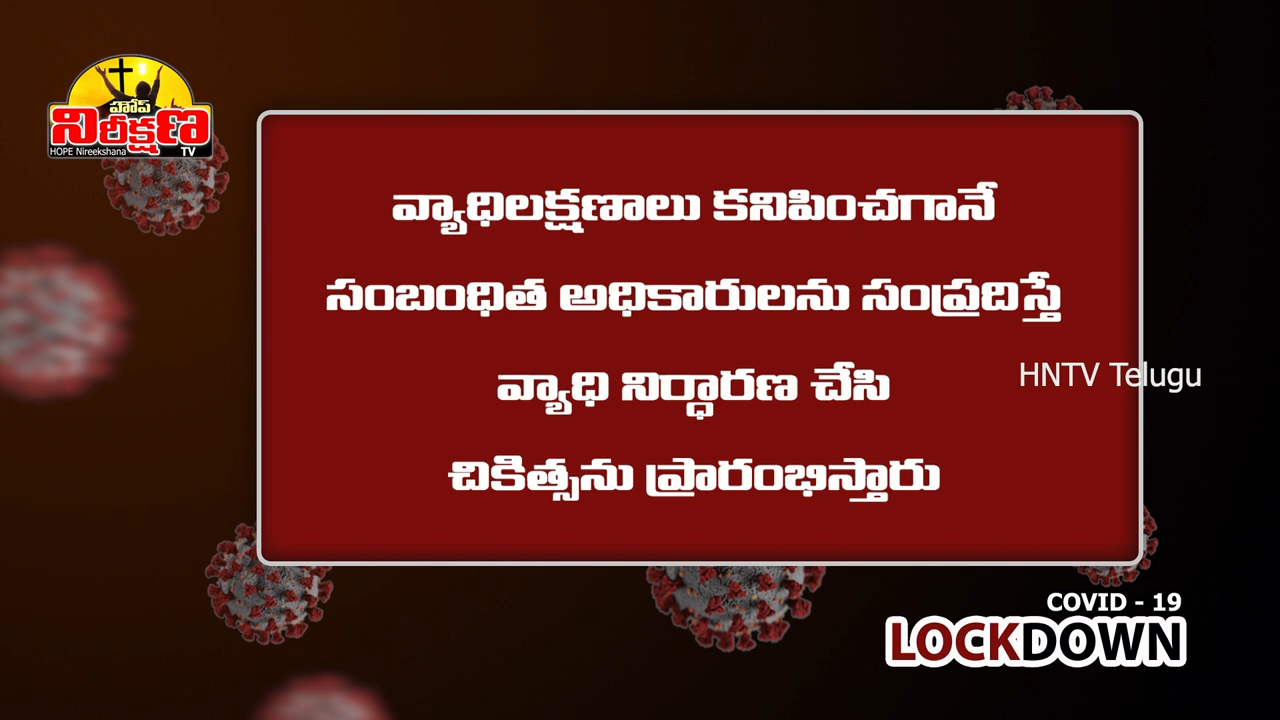 హోప్
నిరీక్షణ
HOPE Nireekshana TV
వ్యాధిలక్షణాలు కనిపించగానే
సంబంధిత అధికారులను సంప్రదిస్తే
వ్యాధి నిర్ధారణ చేసి
HNTV Telugu
చికిత్సను ప్రారంభిస్తారు
COVID - 19
LOCKDOWN